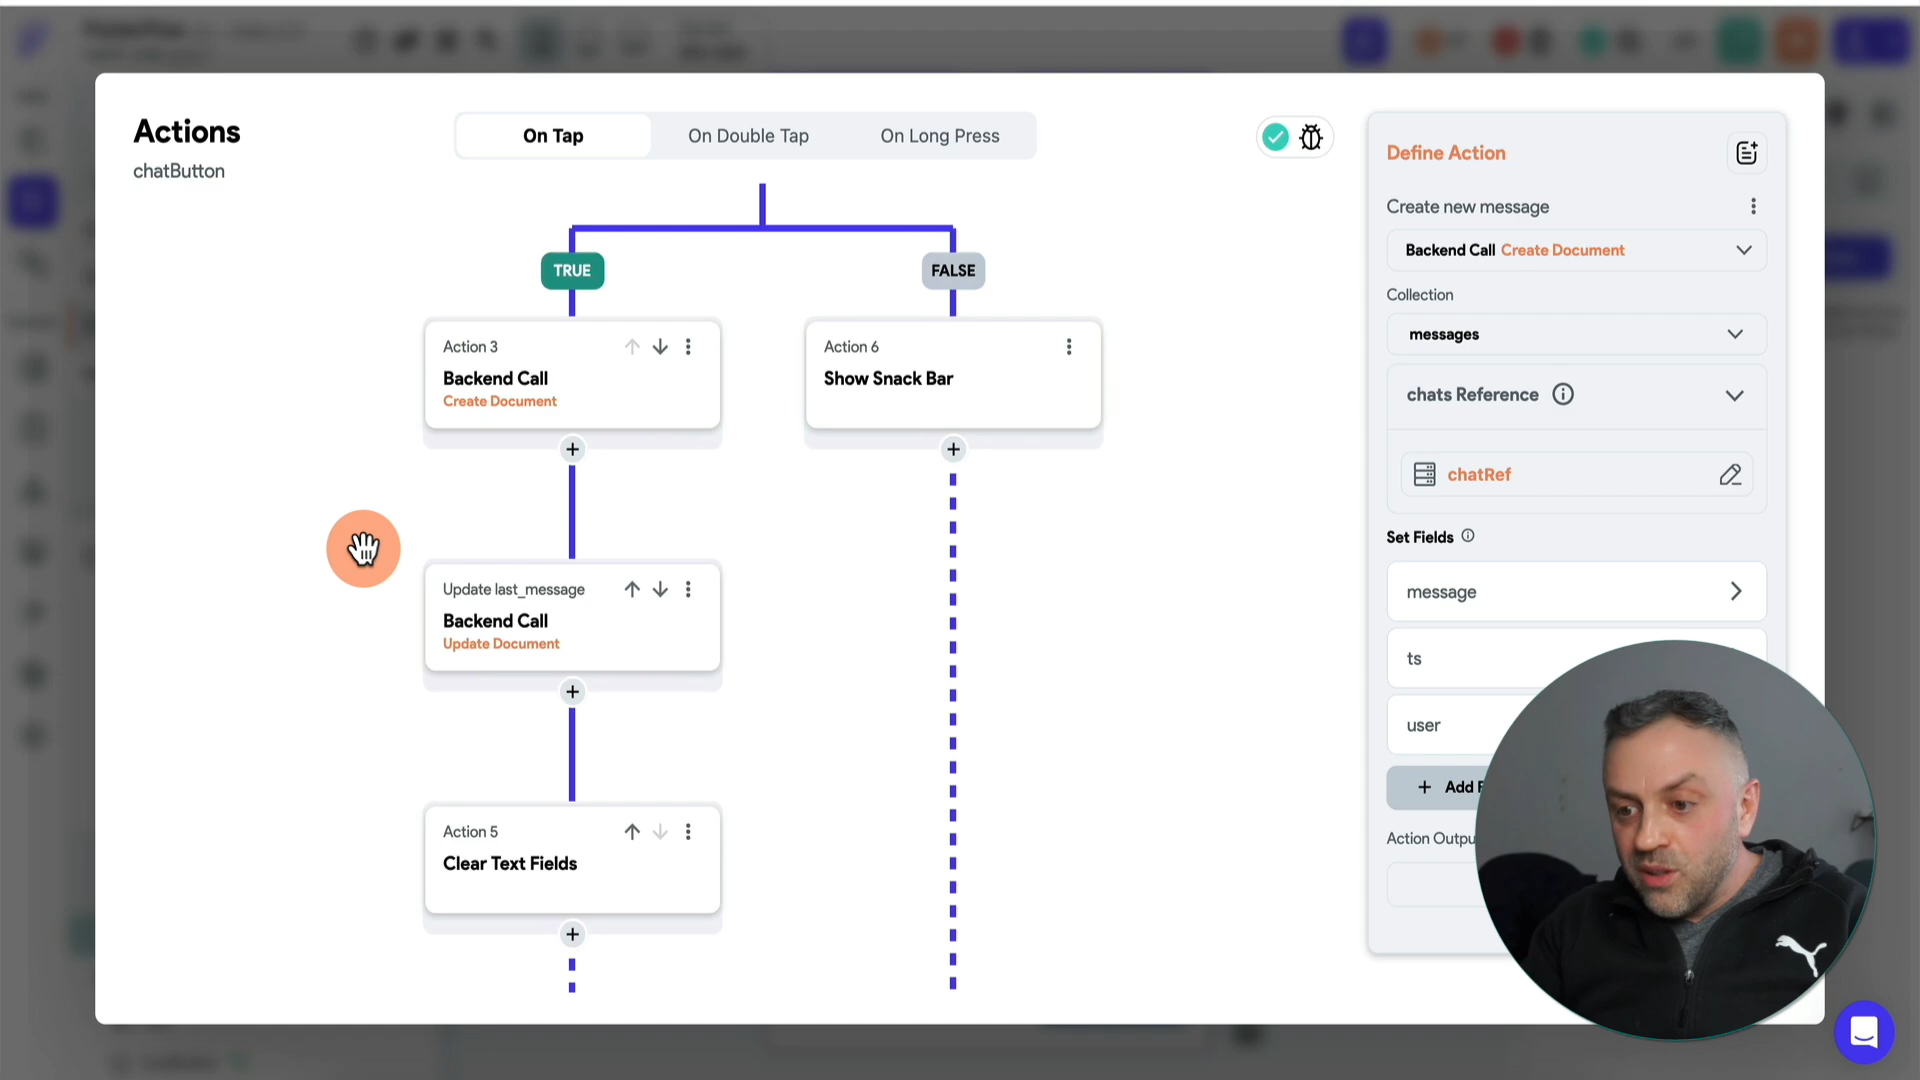 Actions
chatButton
On Tap
On Double Tap
On Long Press
TRUE
FALSE
Action 3
Backend Call
Create Document
Action 6
Show Snack Bar
Update last_message
Backend Call
Update Document
Action 5
Clear Text Fields
Define Action
Create new message
Backend Call Create Document
Collection
messages
chats Reference
chatRef
Set Fields
message
ts
user
Add
Action